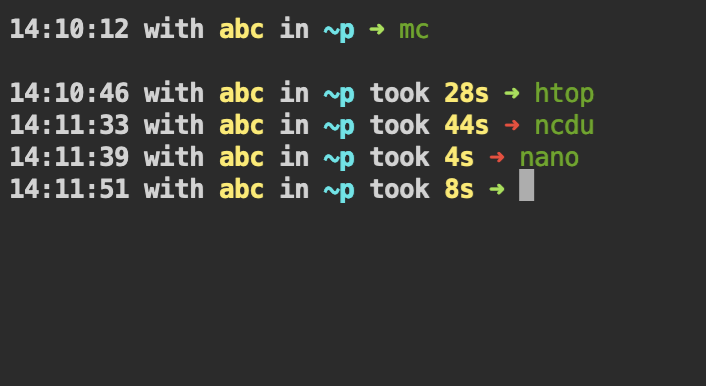 14:10:12 with abc in ~p ➜ mc
14:10:46 with abc in ~p took 28s ➜ htop
14:11:33 with abc in ~p took 44s ➜ ncdu
14:11:39 with abc in ~p took 4s ➜ nano
14:11:51 with abc in ~p took 8s ➜